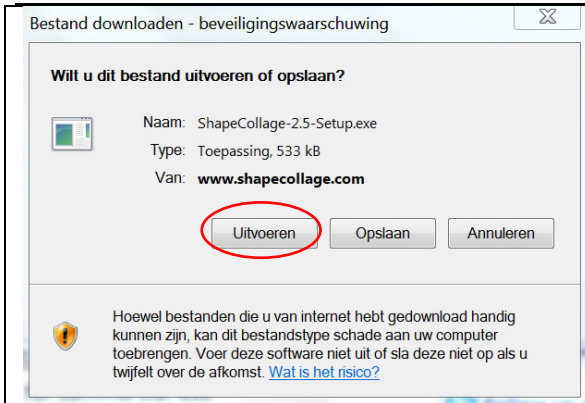 Bestand downloaden - beveiligingswaarschuwing
Wilt u dit bestand uitvoeren of opslaan?
Naam: ShapeCollage-2.5-Setup.exe
Type: Toepassing, 533 kB
Van: www.shapecollage.com
Uitvoeren Opslaan Annuleren
Hoewel bestanden die u van internet hebt gedownload handig
kunnen zijn, kan dit bestandstype schade aan uw computer
toebrengen. Voer deze software niet uit of sla deze niet op als u
twijfelt over de afkomst. Wat is het risico?